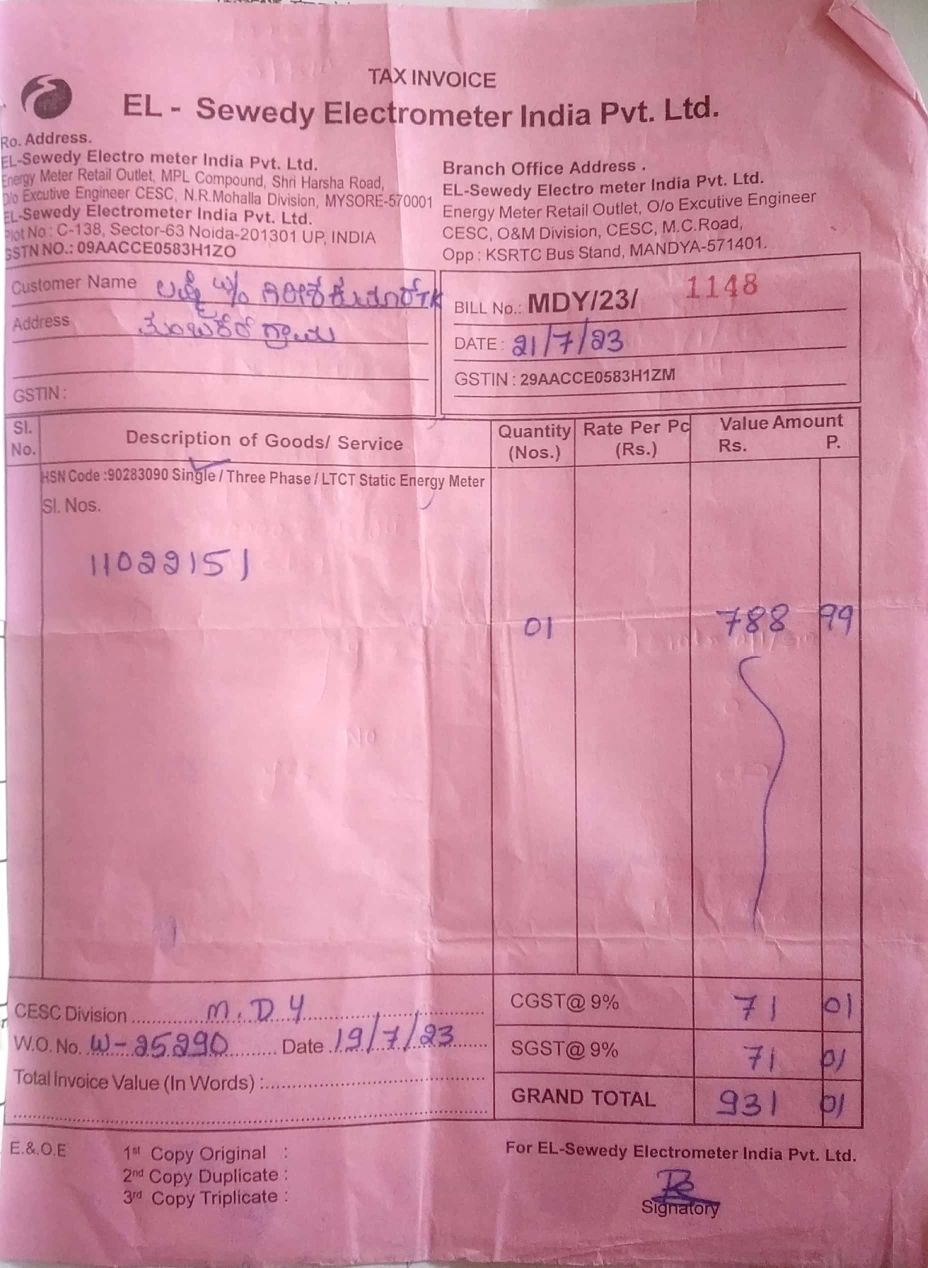 TAX INVOICE
EL - Sewedy Electrometer India Pvt. Ltd.
Ro. Address.
EL-Sewedy Electro meter India Pvt. Ltd.
Energy Meter Retail Outlet, MPL Compound, Shri Harsha Road,
O/o Excutive Engineer CESC, N.R.Mohalla Division, MYSORE-570001
EL-Sewedy Electrometer India Pvt. Ltd.
Plot No : C-138, Sector-63 Noida-201301 UP, INDIA
GSTN NO.: 09AACCE0583H1ZO
Branch Office Address .
EL-Sewedy Electro meter India Pvt. Ltd.
Energy Meter Retail Outlet, O/o Excutive Engineer
CESC, O&M Division, CESC, M.C.Road,
Opp : KSRTC Bus Stand, MANDYA-571401.
Customer Name W/o
Address
GSTIN :
BILL No.: MDY/23/ 1148
DATE : 21/7/23
GSTIN : 29AACCE0583H1ZM
Sl. No. Description of Goods/ Service Quantity (Nos.) Rate Per Pc (Rs.) Value Amount Rs. P.
HSN Code :90283090 Single / Three Phase / LTCT Static Energy Meter
Sl. Nos.
11022151
01 788 99
CESC Division M.D.Y
W.O. No. W-25290 Date 19/7/23
Total Invoice Value (In Words) :
CGST@ 9% 71 01
SGST@ 9% 71 01
GRAND TOTAL 931 01
E.&.O.E
1st Copy Original :
2nd Copy Duplicate :
3rd Copy Triplicate :
For EL-Sewedy Electrometer India Pvt. Ltd.
Signatory